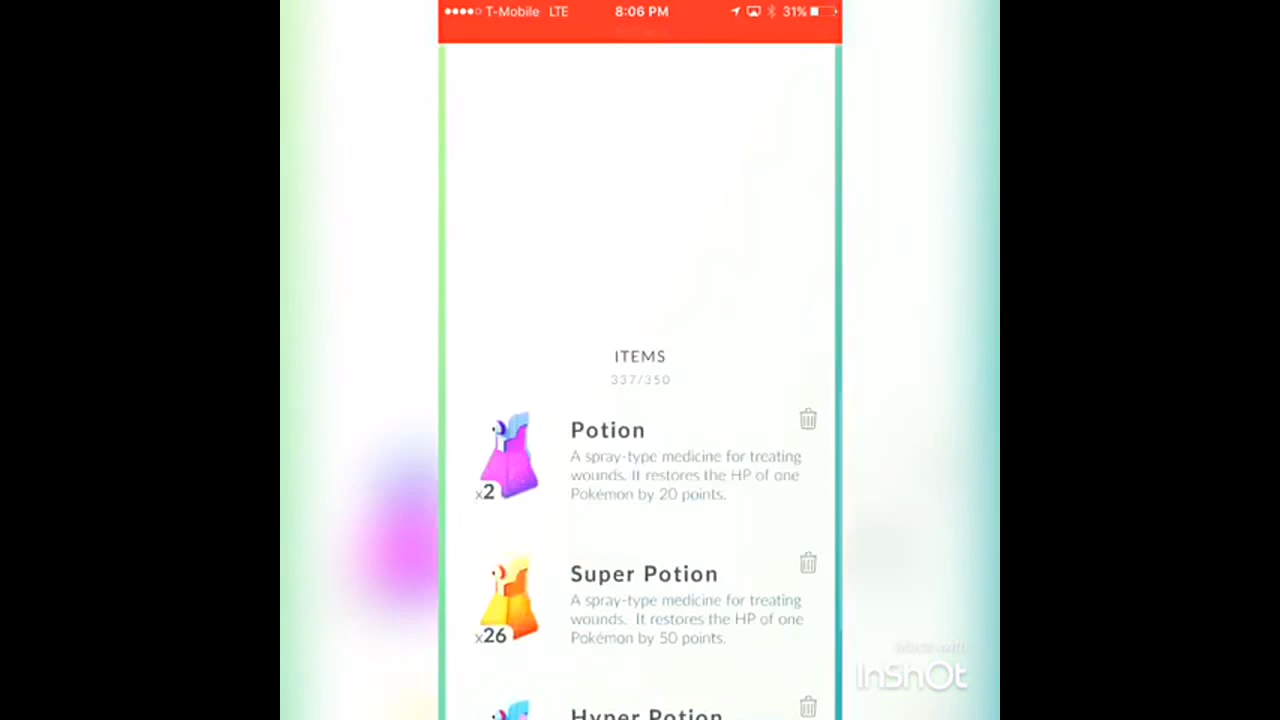 T-Mobile LTE 8:06 PM 31%
ITEMS
337/350
Potion
A spray-type medicine for treating
wounds. It restores the HP of one
Pokémon by 20 points.
x2
Super Potion
A spray-type medicine for treating
wounds. It restores the HP of one
Pokémon by 50 points.
x26
Hyper Potion
Made with
InShOt